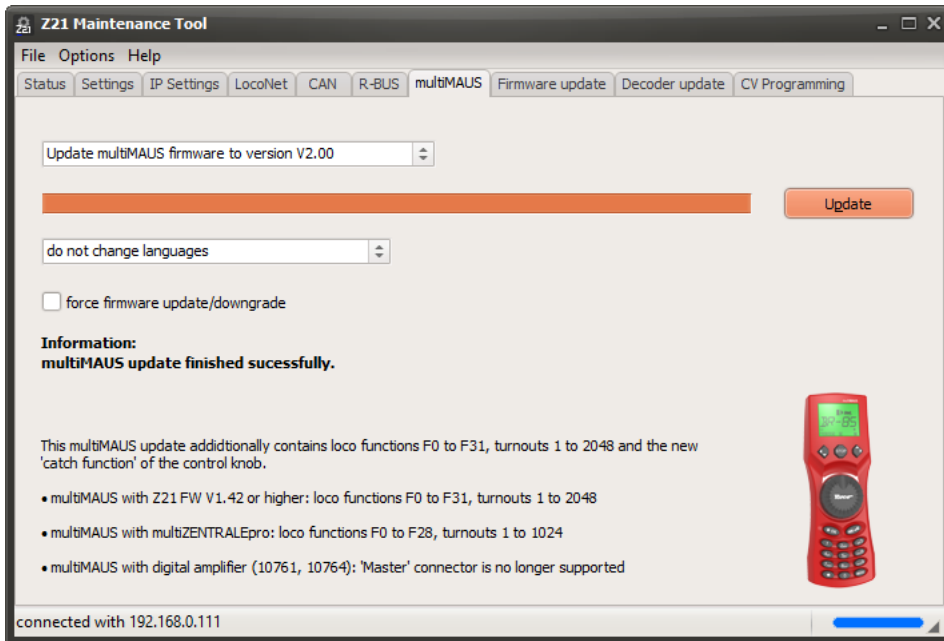 Z21 Maintenance Tool
File Options Help
Status Settings IP Settings LocoNet CAN R-BUS multiMAUS Firmware update Decoder update CV Programming
Update multiMAUS firmware to version V2.00
Update
do not change languages
force firmware update/downgrade
Information:
multiMAUS update finished sucessfully.
This multiMAUS update addidtionally contains loco functions F0 to F31, turnouts 1 to 2048 and the new
'catch function' of the control knob.
• multiMAUS with Z21 FW V1.42 or higher: loco functions F0 to F31, turnouts 1 to 2048
• multiMAUS with multiZENTRALEpro: loco functions F0 to F28, turnouts 1 to 1024
• multiMAUS with digital amplifier (10761, 10764): 'Master' connector is no longer supported
connected with 192.168.0.111